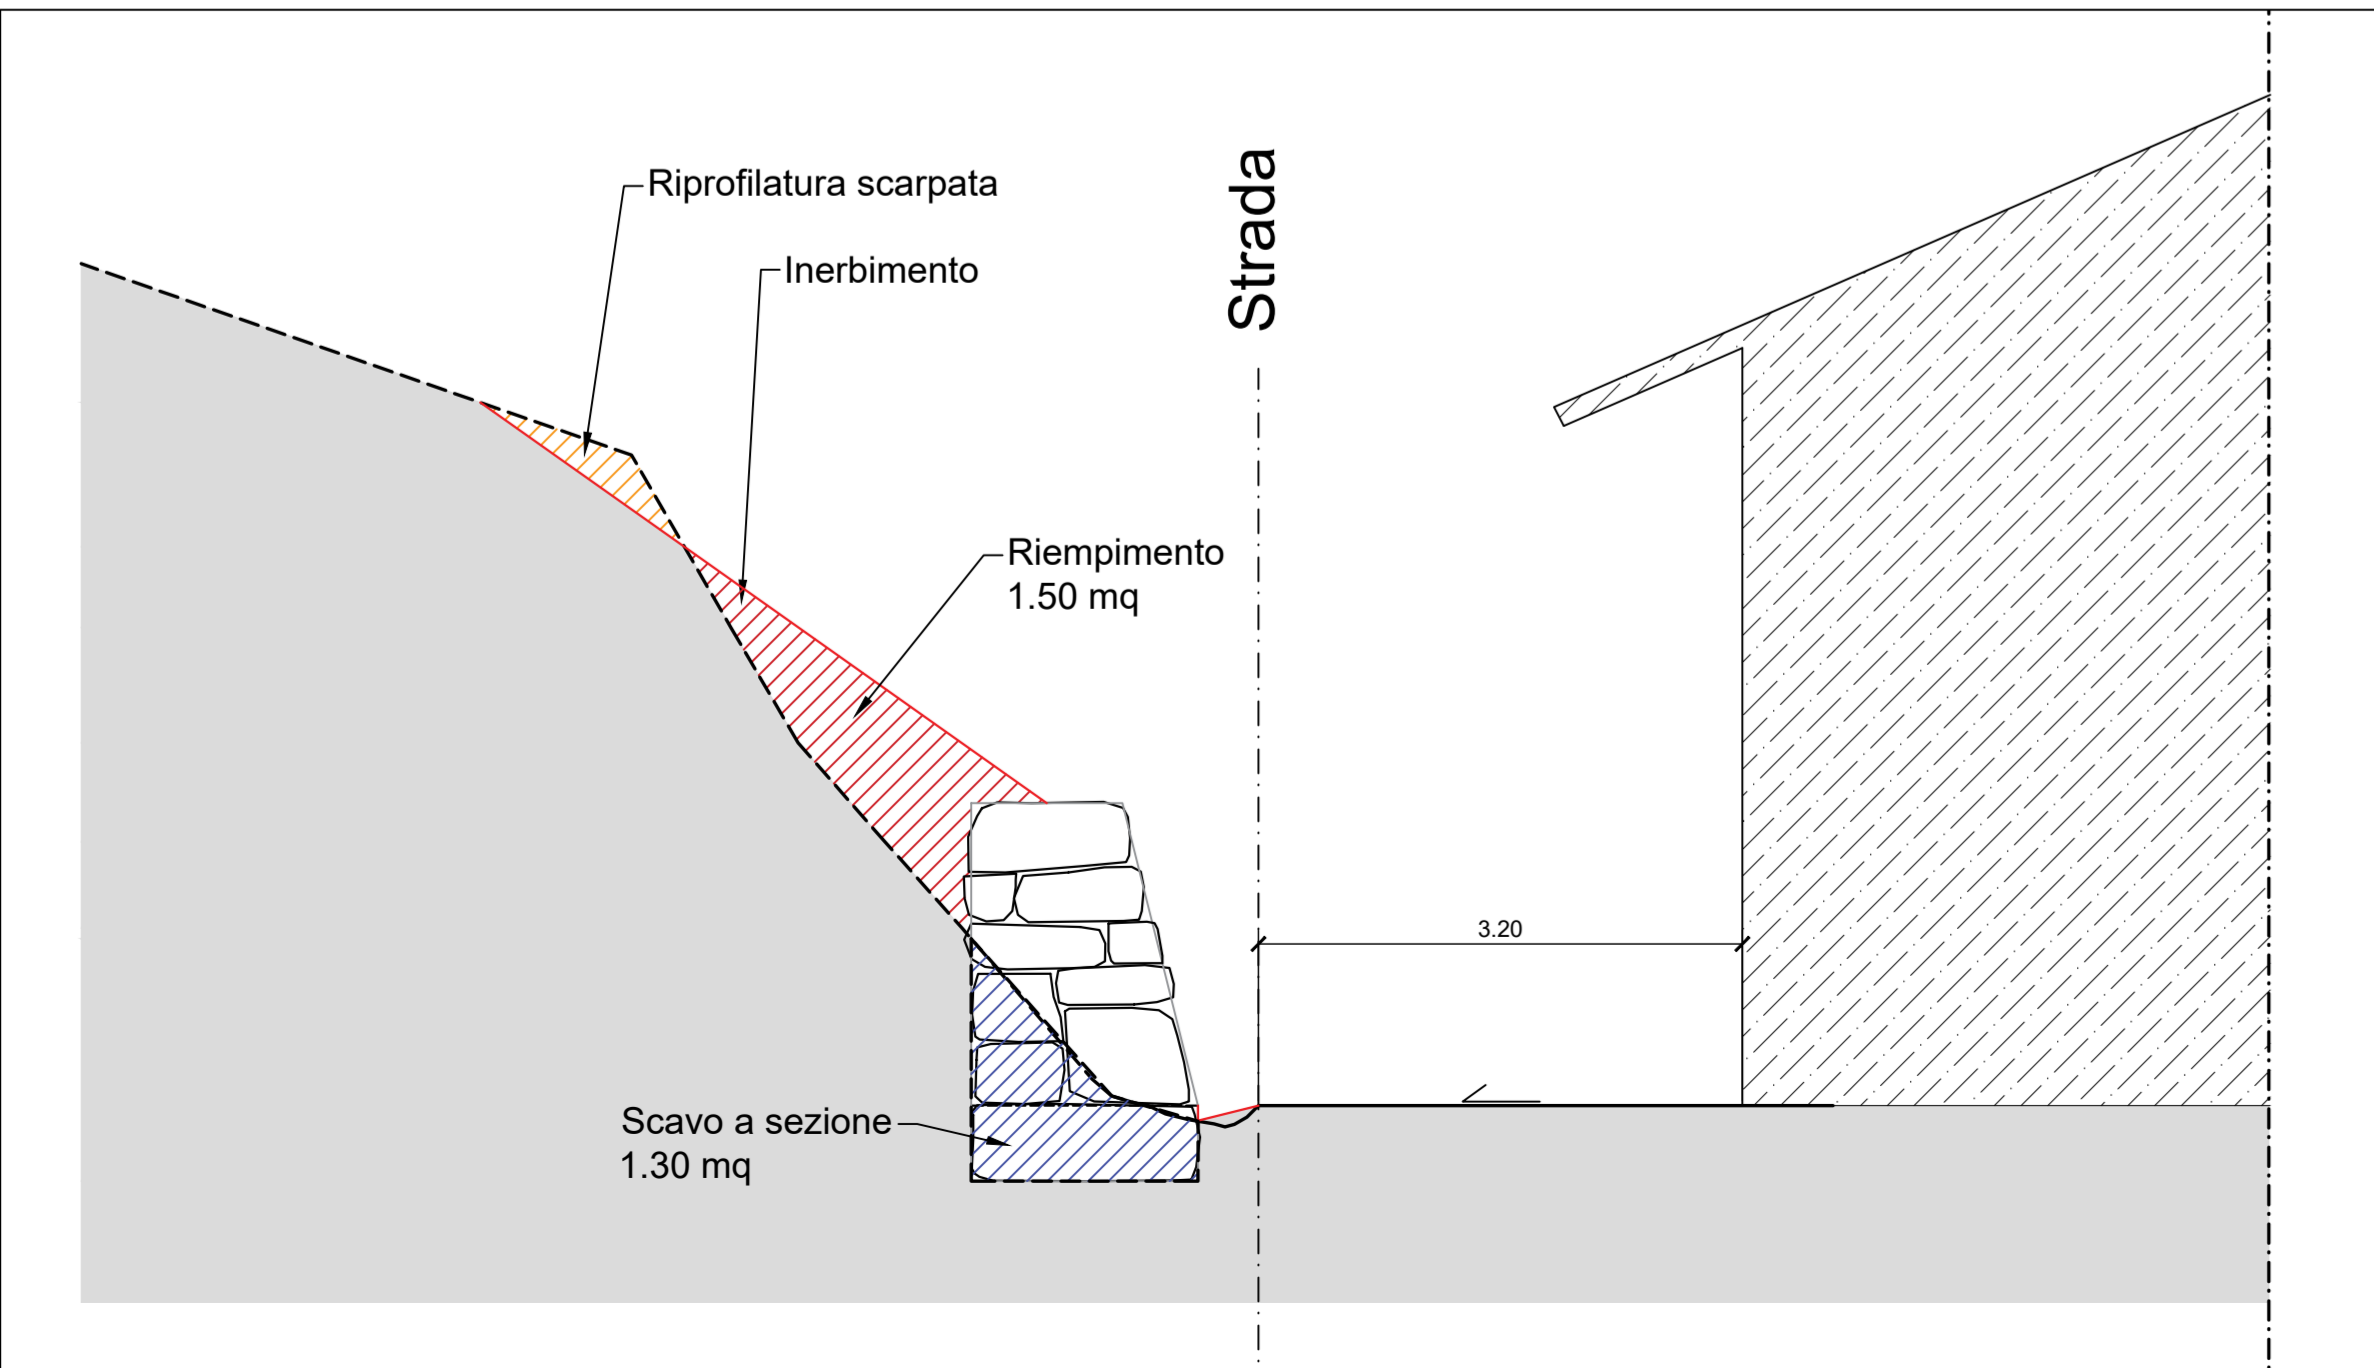 Riprofilatura scarpata
Inerbimento
Strada
Riempimento
1.50 mq
3.20
Scavo a sezione
1.30 mq